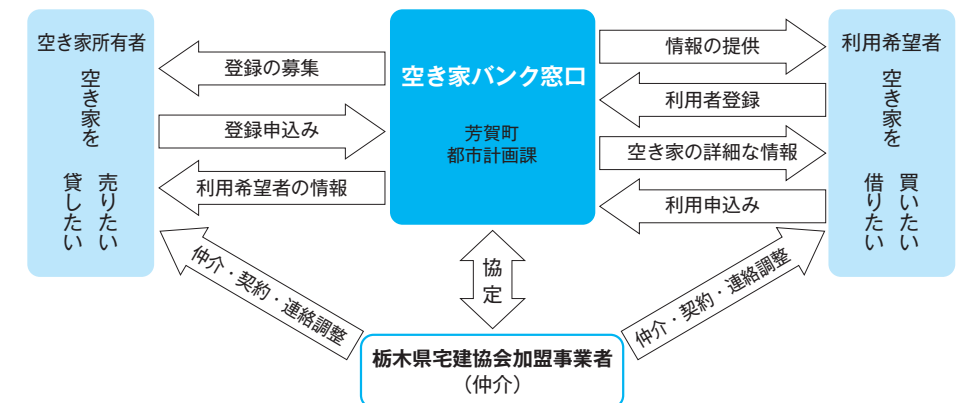 空き家所有者
空き家を
売りたい
貸したい
登録の募集
登録申込み
利用希望者の情報
空き家バンク窓口
芳賀町
都市計画課
情報の提供
利用者登録
空き家の詳細な情報
利用申込み
利用希望者
空き家を
買いたい
借りたい
仲介・契約・連絡調整
協定
仲介・契約・連絡調整
栃木県宅建協会加盟事業者
（仲介）